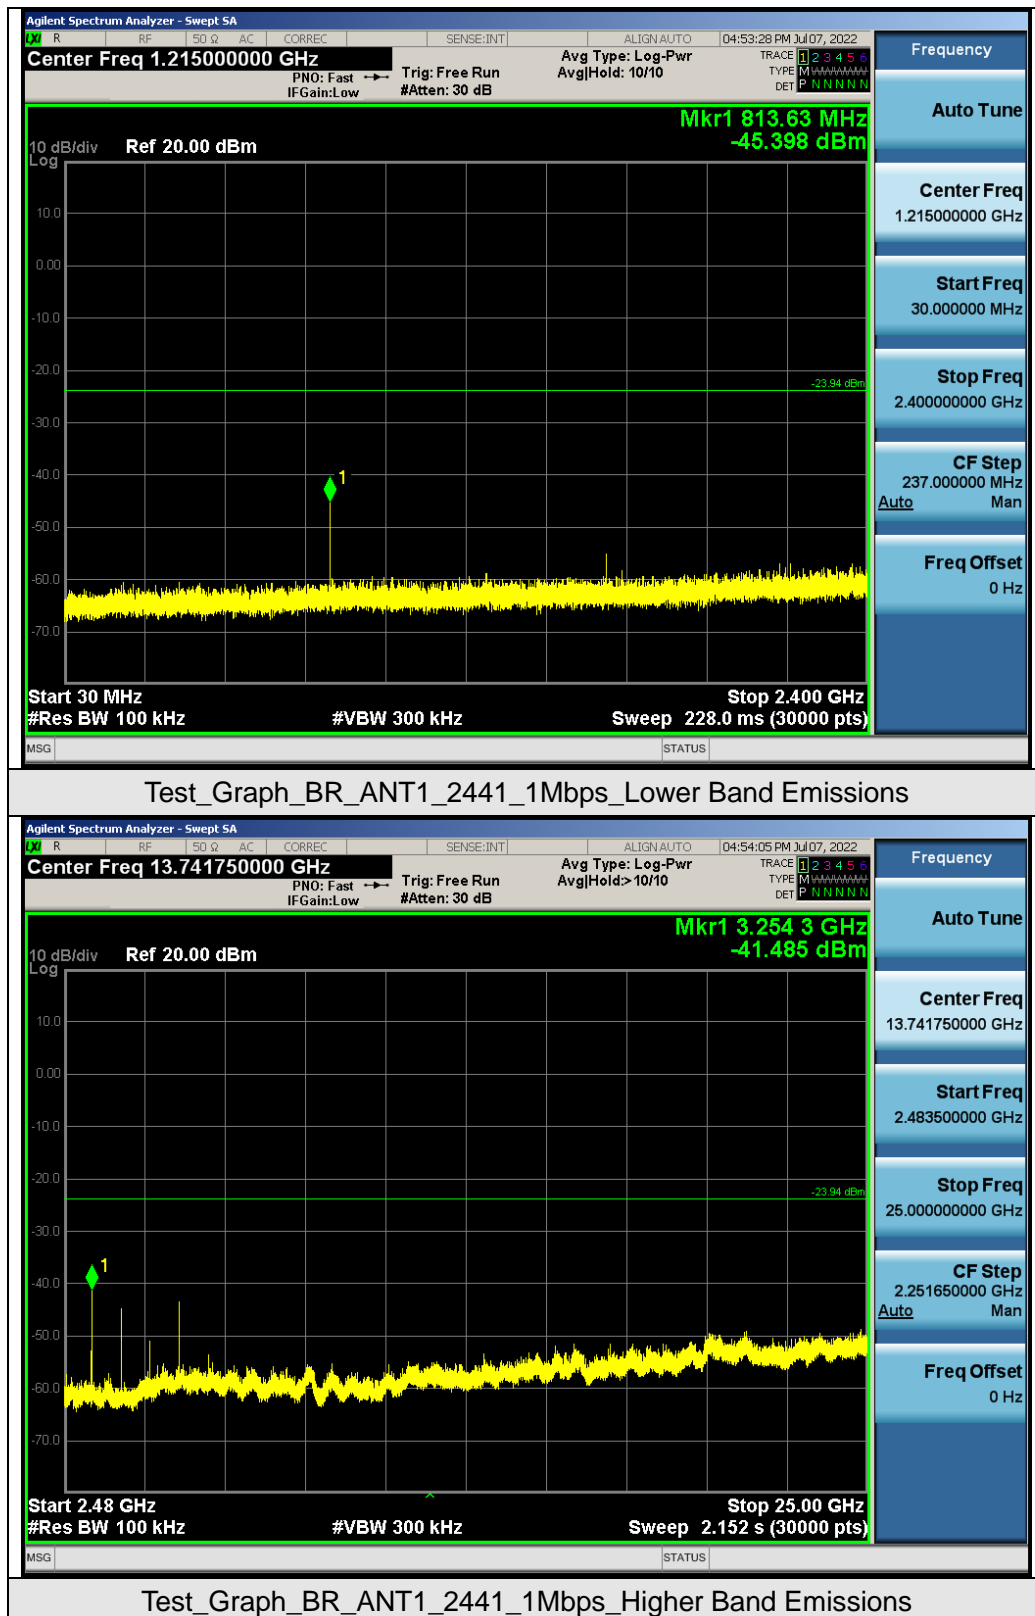 Agilent Spectrum Analyzer - Swept SA
LXI R RF 50 Ω AC CORREC SENSE:INT ALIGN AUTO 04:53:28 PM Jul 07, 2022
Center Freq 1.215000000 GHz
PNO: Fast
IFGain:Low
Trig: Free Run
#Atten: 30 dB
Avg Type: Log-Pwr
Avg|Hold: 10/10
TRACE 1 2 3 4 5 6
TYPE M
DET P N N N N N
Mkr1 813.63 MHz
-45.398 dBm
10 dB/div Ref 20.00 dBm
Log
10.0
0.00
-10.0
-20.0
-23.94 dBm
-30.0
-40.0
1
-50.0
-60.0
-70.0
Start 30 MHz Stop 2.400 GHz
#Res BW 100 kHz #VBW 300 kHz Sweep 228.0 ms (30000 pts)
MSG STATUS
Frequency
Auto Tune
Center Freq
1.215000000 GHz
Start Freq
30.000000 MHz
Stop Freq
2.400000000 GHz
CF Step
237.000000 MHz
Auto Man
Freq Offset
0 Hz
Test_Graph_BR_ANT1_2441_1Mbps_Lower Band Emissions
Agilent Spectrum Analyzer - Swept SA
LXI R RF 50 Ω AC CORREC SENSE:INT ALIGN AUTO 04:54:05 PM Jul 07, 2022
Center Freq 13.741750000 GHz
PNO: Fast
IFGain:Low
Trig: Free Run
#Atten: 30 dB
Avg Type: Log-Pwr
Avg|Hold:> 10/10
TRACE 1 2 3 4 5 6
TYPE M
DET P N N N N N
Mkr1 3.254 3 GHz
-41.485 dBm
10 dB/div Ref 20.00 dBm
Log
10.0
0.00
-10.0
-20.0
-23.94 dBm
-30.0
1
-40.0
-50.0
-60.0
-70.0
Start 2.48 GHz Stop 25.00 GHz
#Res BW 100 kHz #VBW 300 kHz Sweep 2.152 s (30000 pts)
MSG STATUS
Frequency
Auto Tune
Center Freq
13.741750000 GHz
Start Freq
2.483500000 GHz
Stop Freq
25.000000000 GHz
CF Step
2.251650000 GHz
Auto Man
Freq Offset
0 Hz
Test_Graph_BR_ANT1_2441_1Mbps_Higher Band Emissions